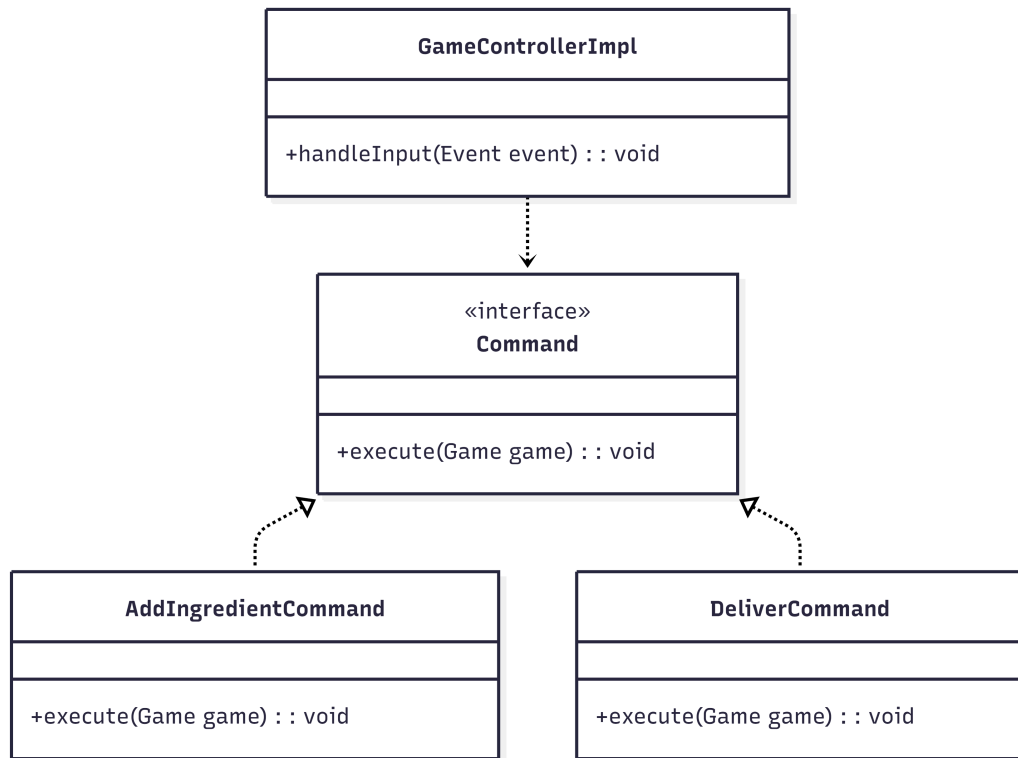 GameControllerImpl
+handleInput(Event event) : : void
«interface»
Command
+execute(Game game) : : void
AddIngredientCommand
DeliverCommand
+execute(Game game) : : void
+execute(Game game) : : void